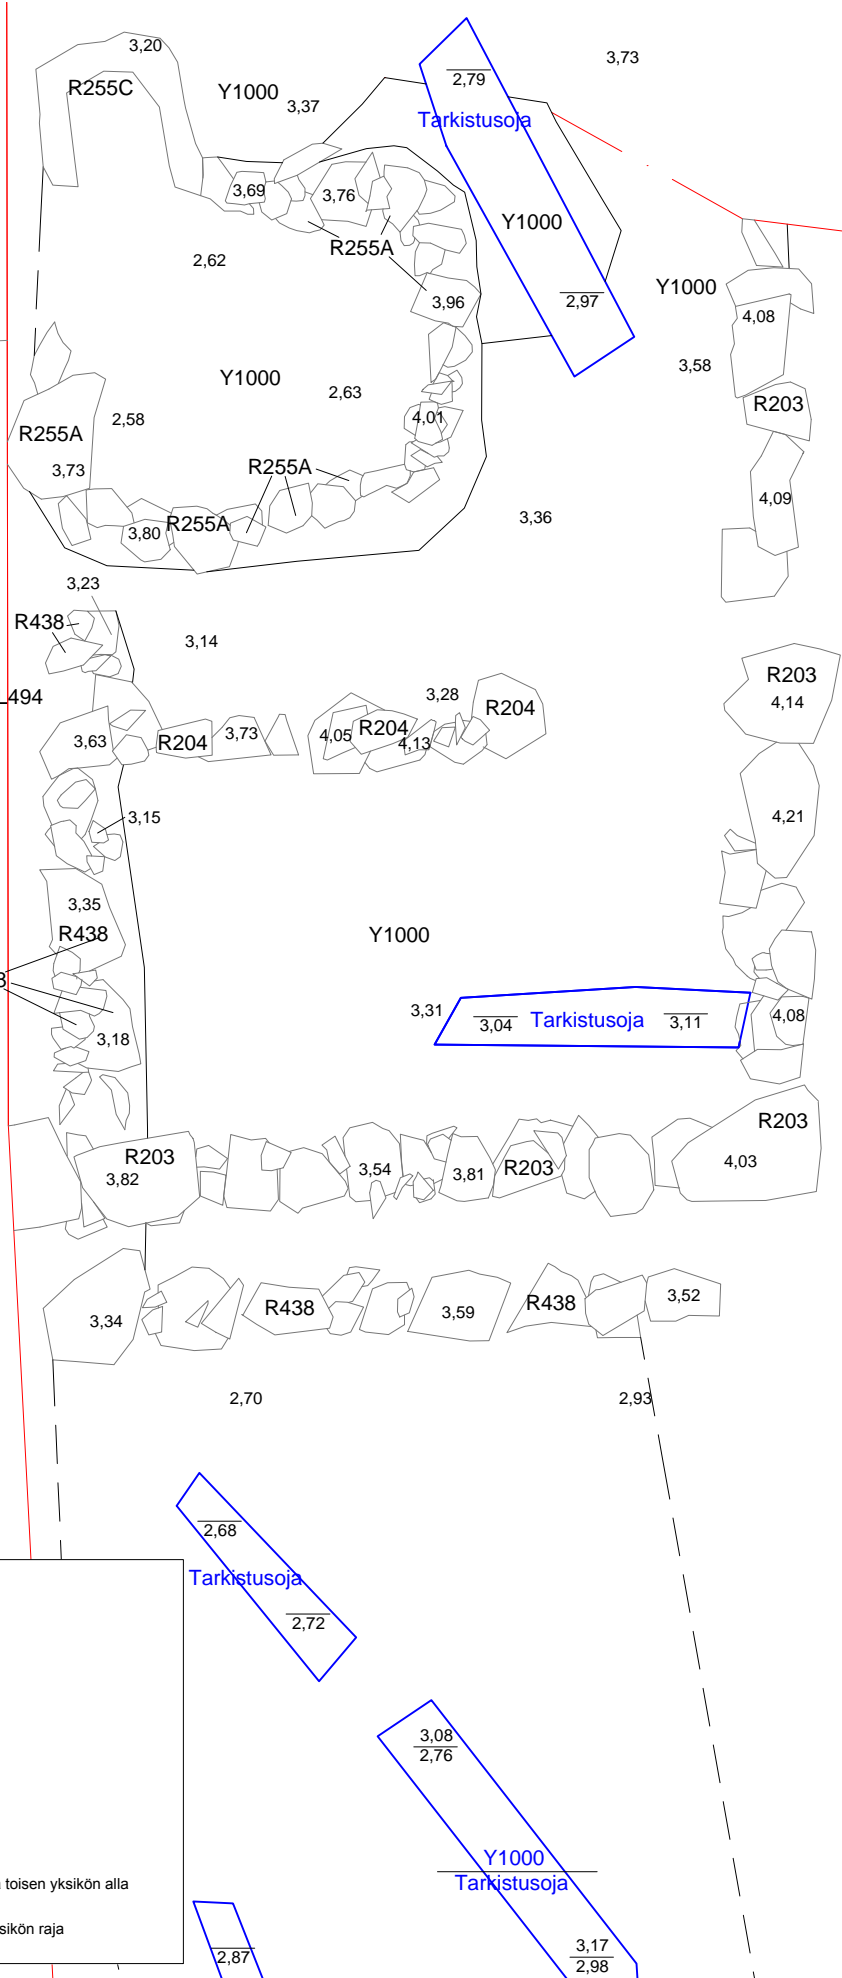 3,20
3,73
2,79
R255C
Y1000
3,37
Tarkistusoja
3,69
3,76
Y1000
R255A
2,62
Y1000
3,96
2,97
4,08
3,58
Y1000
2,63
R203
4,01
2,58
R255A
3,73
R255A
4,09
3,80
R255A
3,36
3,23
R438
3,14
R203
494
3,28
4,14
R204
3,63
R204
3,73
4,05
R204
4,13
3,15
4,21
3,35
R438
Y1000
3,31
3,04
Tarkistusoja
3,11
4,08
3,18
R203
R203
3,82
3,54
3,81
R203
4,03
3,34
R438
3,59
R438
3,52
2,70
2,93
2,68
Tarkistusoja
2,72
3,08
2,76
Y1000
Tarkistusoja
toisen yksikön alla
sikön raja
2,87
3,17
2,98